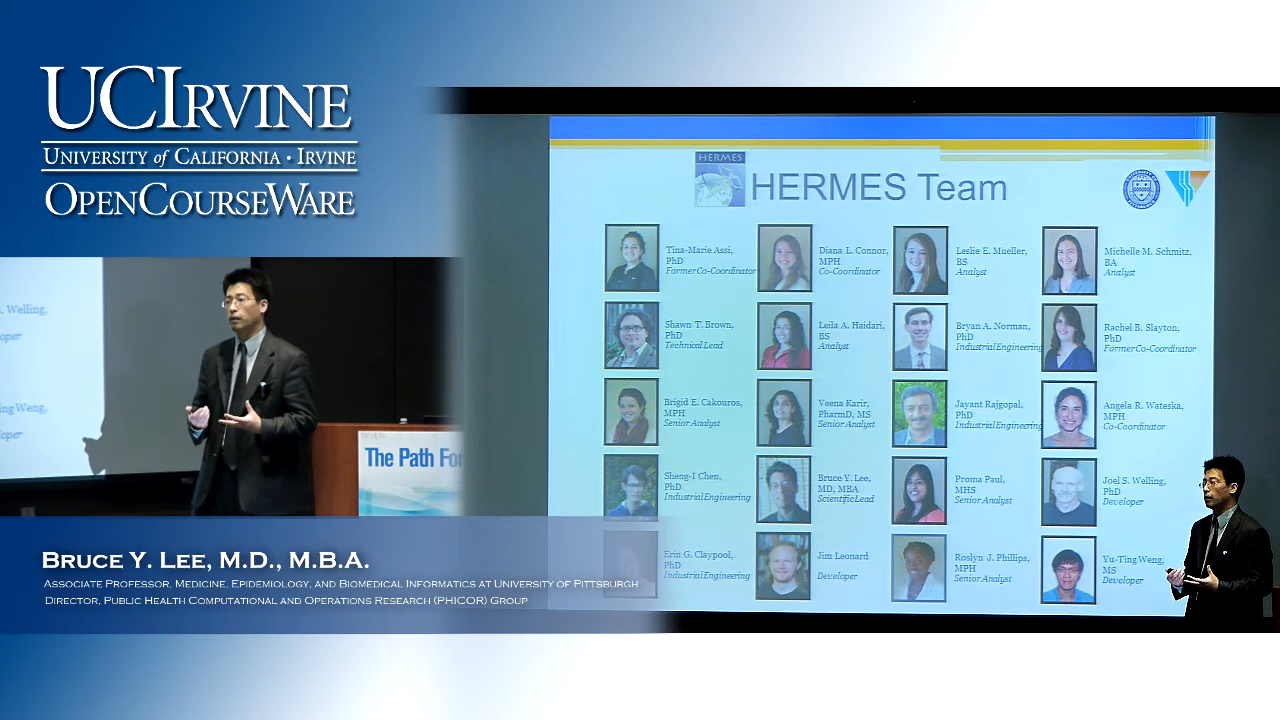 UCIRVINE
UNIVERSITY of CALIFORNIA · IRVINE
OPENCOURSEWARE
HERMES
HERMES Team
Tina-Marie Assi,
PhD
Former Co-Coordinator
Diana L. Connor,
MPH
Co-Coordinator
Leslie E. Mueller,
BS
Analyst
Michelle M. Schmitz,
BA
Analyst
Shawn T. Brown,
PhD
Technical Lead
Leila A. Haidari,
BS
Analyst
Bryan A. Norman,
PhD
Industrial Engineering
Rachel B. Slayton,
PhD
Former Co-Coordinator
Brigid E. Cakouros,
MPH
Senior Analyst
Veena Karir,
PharmD, MS
Senior Analyst
Jayant Rajgopal,
PhD
Industrial Engineering
Angela R. Wateska,
MPH
Co-Coordinator
Sheng-I Chen,
PhD
Industrial Engineering
Bruce Y. Lee,
MD, MBA
Scientific Lead
Proma Paul,
MHS
Senior Analyst
Joel S. Welling,
PhD
Developer
Erin G. Claypool,
PhD
Industrial Engineering
Jim Leonard
Developer
Roslyn J. Phillips,
MPH
Senior Analyst
Yu-Ting Weng,
MS
Developer
Welling,
oper
ing Weng,
loper
The Path For
BRUCE Y. LEE, M.D., M.B.A.
ASSOCIATE PROFESSOR, MEDICINE, EPIDEMIOLOGY, AND BIOMEDICAL INFORMATICS AT UNIVERSITY OF PITTSBURGH
DIRECTOR, PUBLIC HEALTH COMPUTATIONAL AND OPERATIONS RESEARCH (PHICOR) GROUP